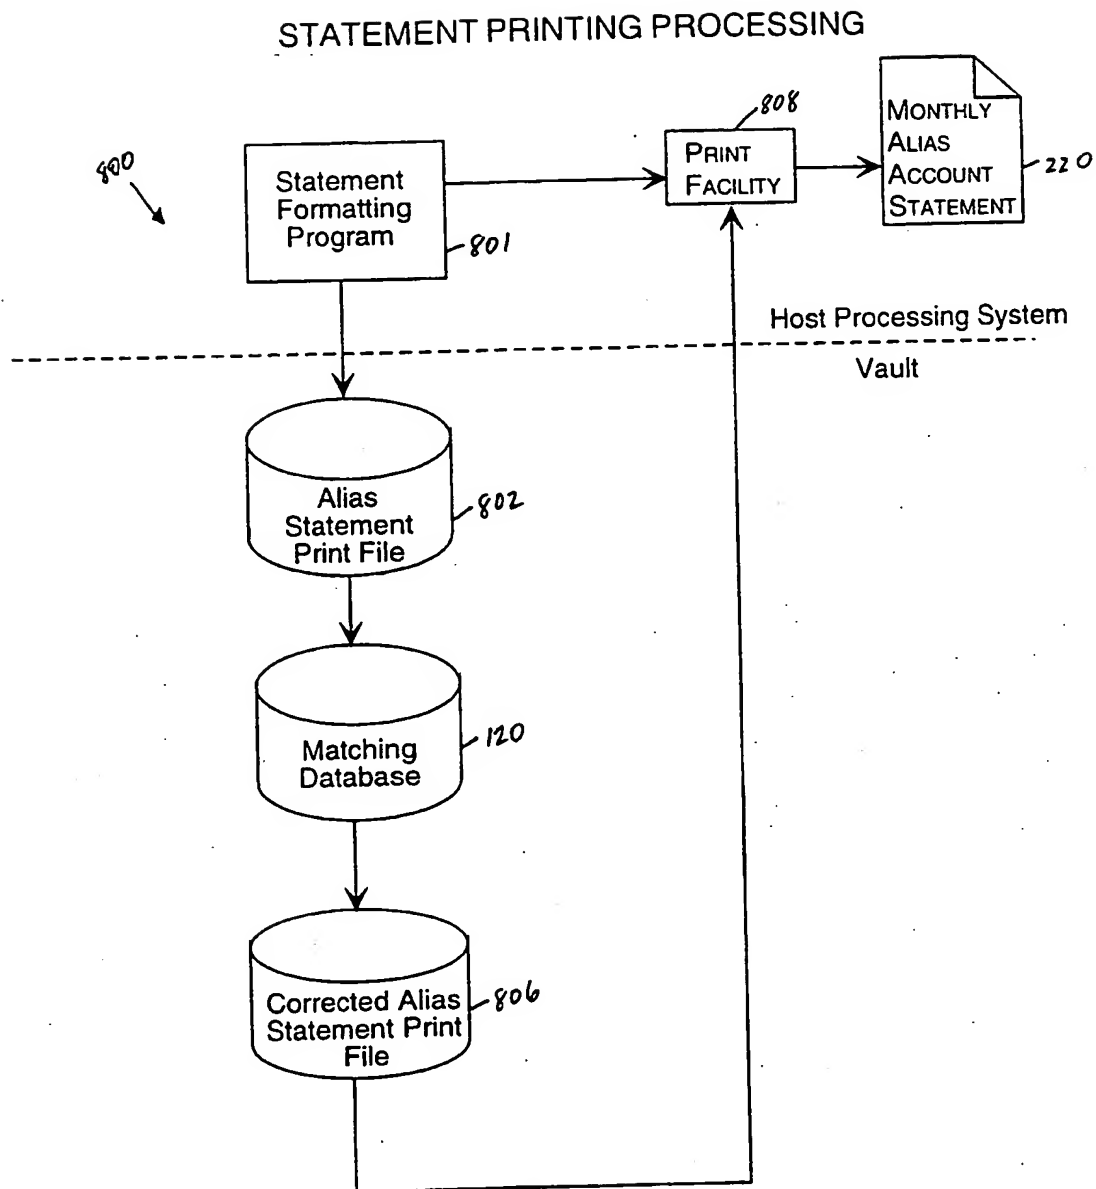 STATEMENT PRINTING PROCESSING
800
Statement
Formatting
Program
801
808
PRINT
FACILITY
MONTHLY
ALIAS
ACCOUNT
STATEMENT
220
Host Processing System
Vault
Alias
Statement
Print File
802
Matching
Database
120
Corrected Alias
Statement Print
File
806